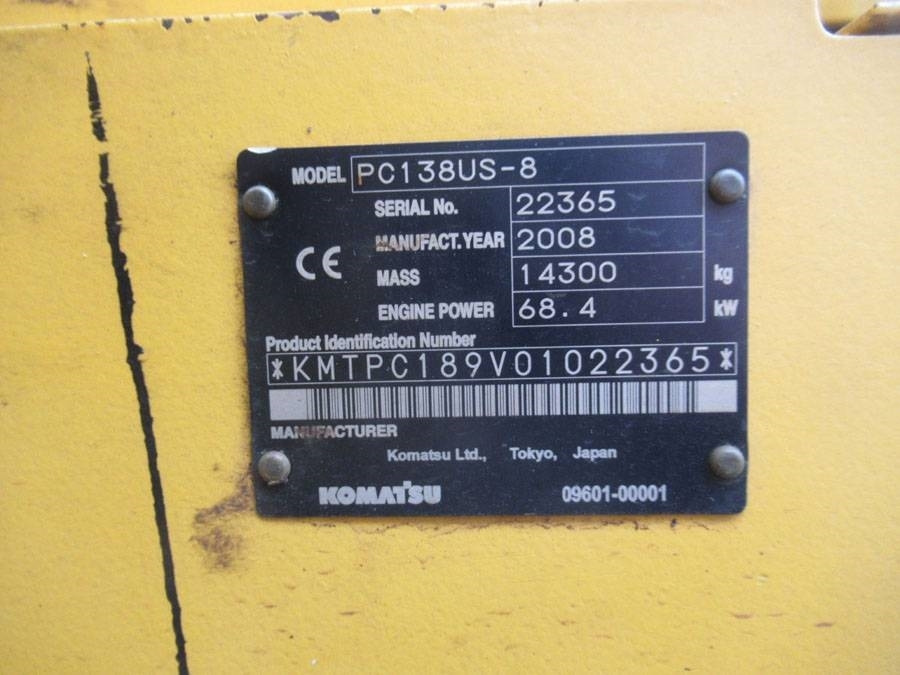 MODEL PC138US-8
SERIAL No. 22365
MANUFACT.YEAR 2008
CE
MASS 14300 kg
ENGINE POWER 68.4 kW
Product Identification Number
*KMTPC189V01022365*
MANUFACTURER
Komatsu Ltd., Tokyo, Japan
KOMATSU 09601-00001